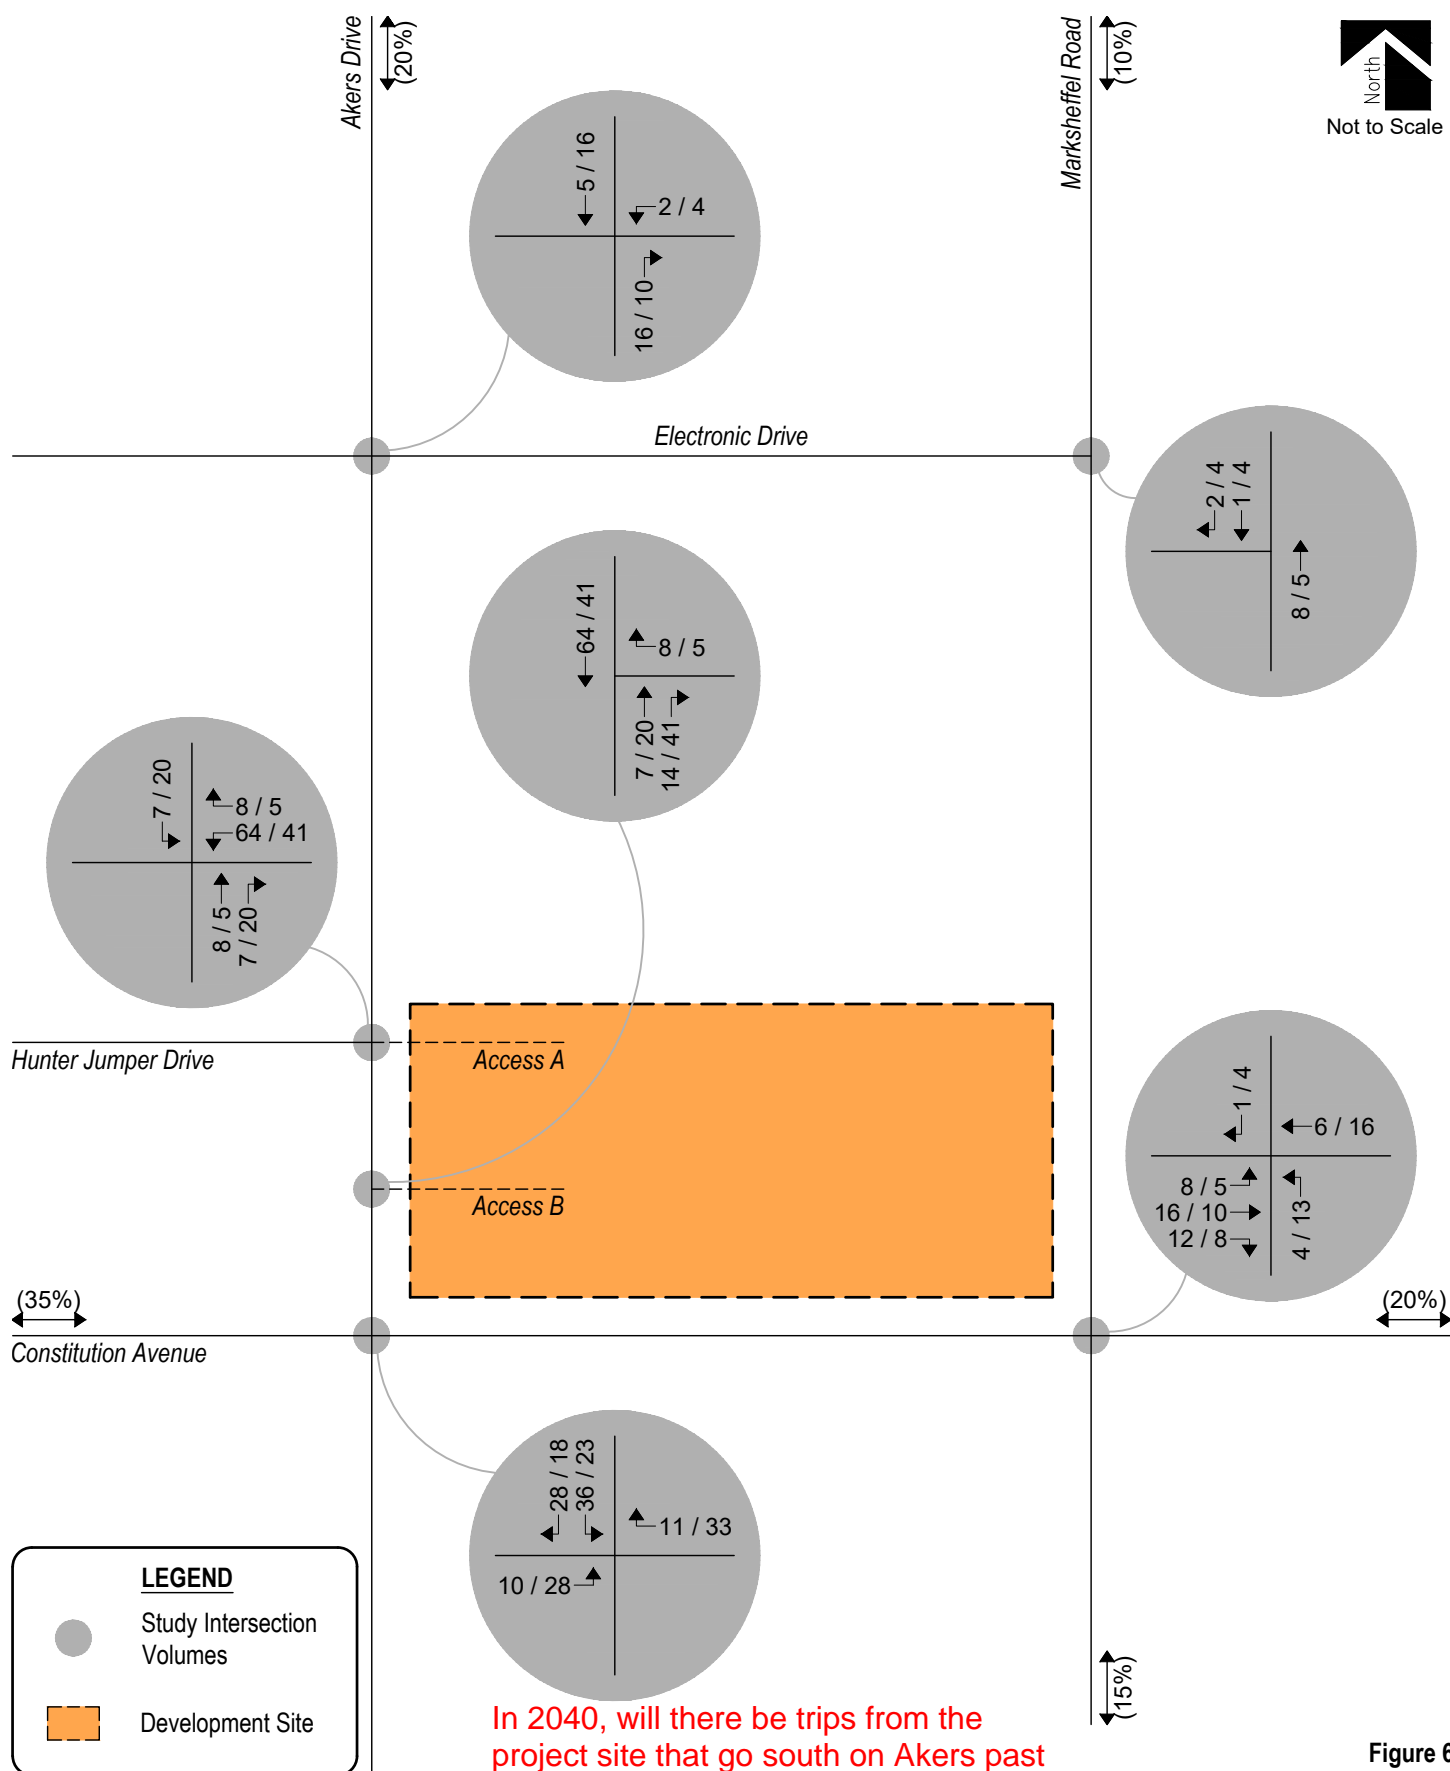 Akers Drive
(20%)
Marksheffel Road
(10%)
North
Not to Scale
5 / 16
2 / 4
16 / 10
Electronic Drive
2 / 4
1 / 4
8 / 5
64 / 41
8 / 5
7 / 20
14 / 41
7 / 20
8 / 5
64 / 41
8 / 5
7 / 20
Hunter Jumper Drive
Access A
Access B
1 / 4
6 / 16
8 / 5
16 / 10
12 / 8
4 / 13
(35%)
(20%)
Constitution Avenue
28 / 18
36 / 23
11 / 33
10 / 28
LEGEND
Study Intersection
Volumes
Development Site
(15%)
In 2040, will there be trips from the
project site that go south on Akers past
Figure 6